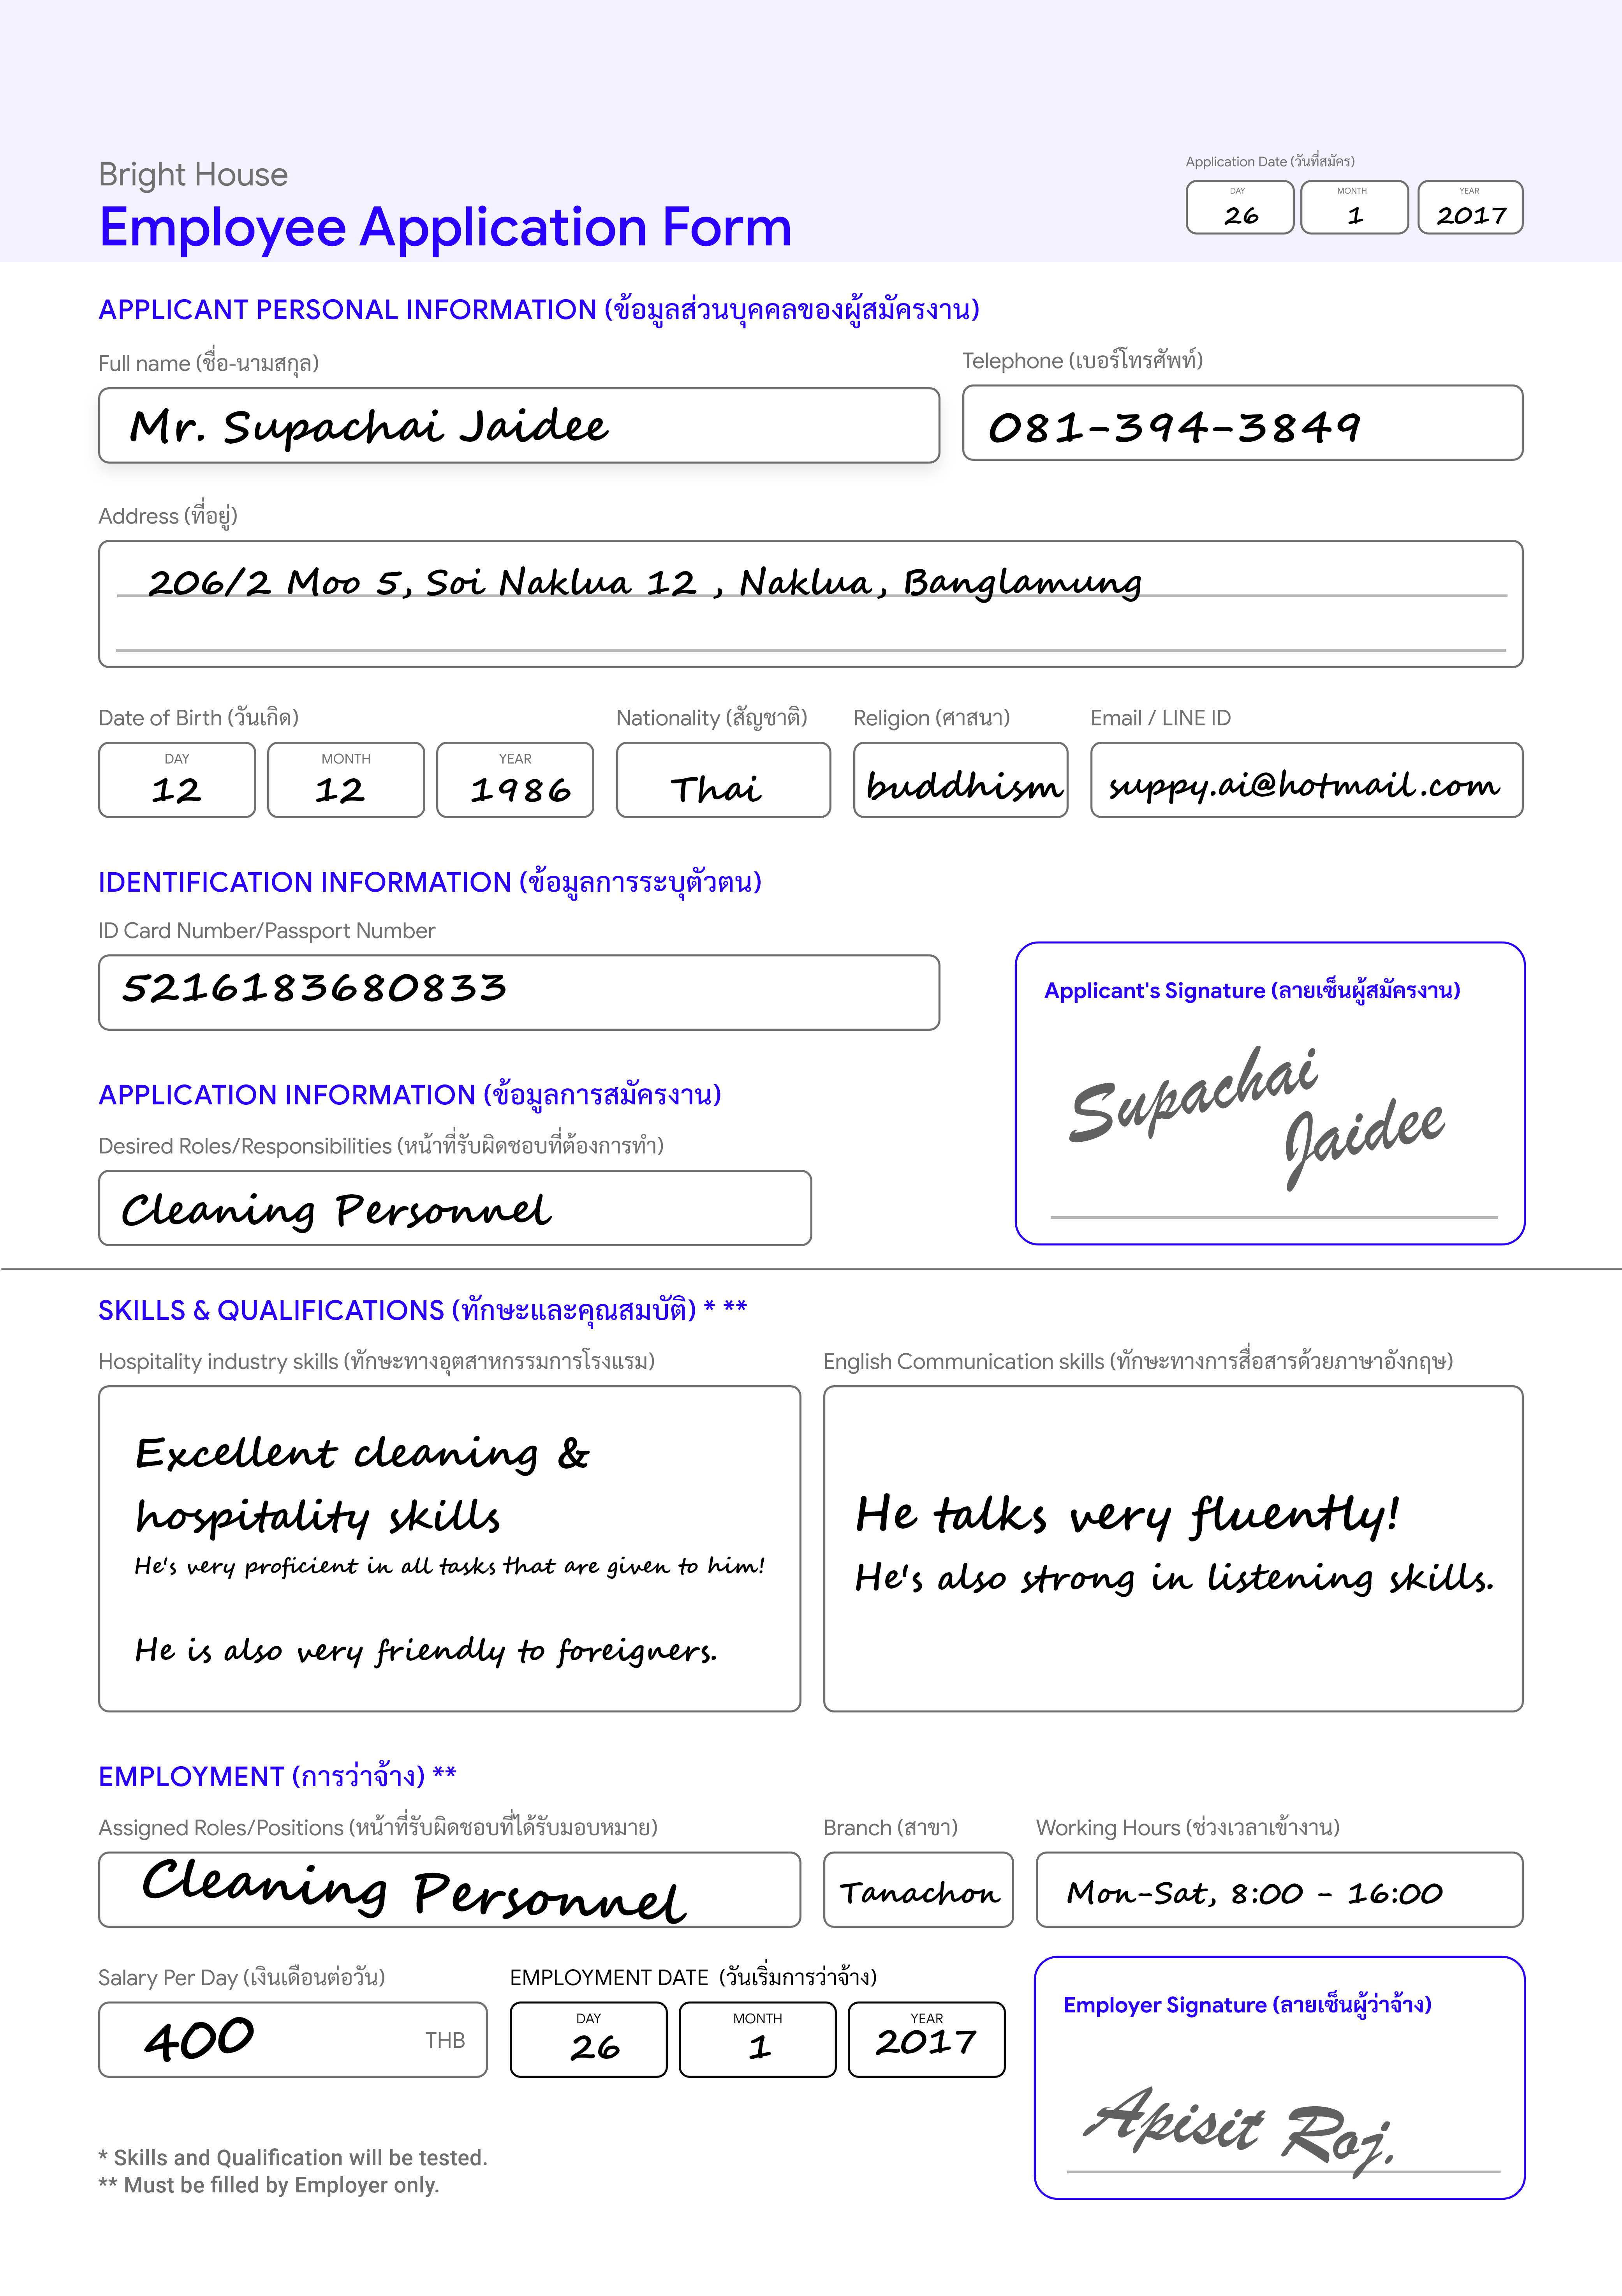 Bright House
Employee Application Form
Application Date (วันที่สมัคร)
DAY MONTH YEAR
26 1 2017
APPLICANT PERSONAL INFORMATION (ข้อมูลส่วนบุคคลของผู้สมัครงาน)
Full name (ชื่อ-นามสกุล) Telephone (เบอร์โทรศัพท์)
Mr. Supachai Jaidee 081-394-3849
Address (ที่อยู่)
206/2 Moo 5, Soi Naklua 12 , Naklua, Banglamung
Date of Birth (วันเกิด) Nationality (สัญชาติ) Religion (ศาสนา) Email / LINE ID
DAY MONTH YEAR
12 12 1986 Thai buddhism suppy.ai@hotmail.com
IDENTIFICATION INFORMATION (ข้อมูลการระบุตัวตน)
ID Card Number/Passport Number
5216183680833
Applicant's Signature (ลายเซ็นผู้สมัครงาน)
Supachai
Jaidee
APPLICATION INFORMATION (ข้อมูลการสมัครงาน)
Desired Roles/Responsibilities (หน้าที่รับผิดชอบที่ต้องการทำ)
Cleaning Personnel
SKILLS & QUALIFICATIONS (ทักษะและคุณสมบัติ) * **
Hospitality industry skills (ทักษะทางอุตสาหกรรมการโรงแรม)
Excellent cleaning &
hospitality skills
He's very proficient in all tasks that are given to him!
He is also very friendly to foreigners.
English Communication skills (ทักษะทางการสื่อสารด้วยภาษาอังกฤษ)
He talks very fluently!
He's also strong in listening skills.
EMPLOYMENT (การว่าจ้าง) **
Assigned Roles/Positions (หน้าที่รับผิดชอบที่ได้รับมอบหมาย) Branch (สาขา) Working Hours (ช่วงเวลาเข้างาน)
Cleaning Personnel Tanachon Mon-Sat, 8:00 - 16:00
Salary Per Day (เงินเดือนต่อวัน) EMPLOYMENT DATE (วันเริ่มการว่าจ้าง)
DAY MONTH YEAR
400 THB 26 1 2017
Employer Signature (ลายเซ็นผู้ว่าจ้าง)
Apisit Roj.
* Skills and Qualification will be tested.
** Must be filled by Employer only.